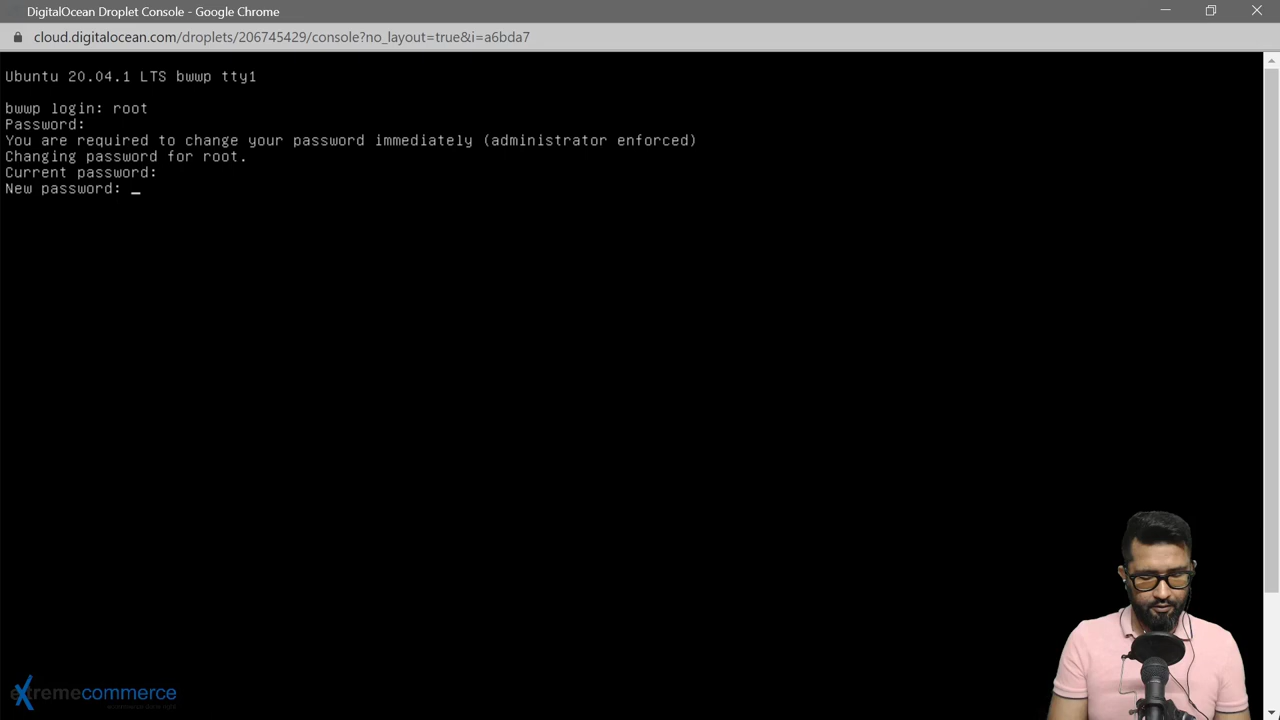 DigitalOcean Droplet Console - Google Chrome
cloud.digitalocean.com/droplets/206745429/console?no_layout=true&i=a6bda7
Ubuntu 20.04.1 LTS bwwp tty1
bwwp login: root
Password:
You are required to change your password immediately (administrator enforced)
Changing password for root.
Current password:
New password: _
extremecommerce